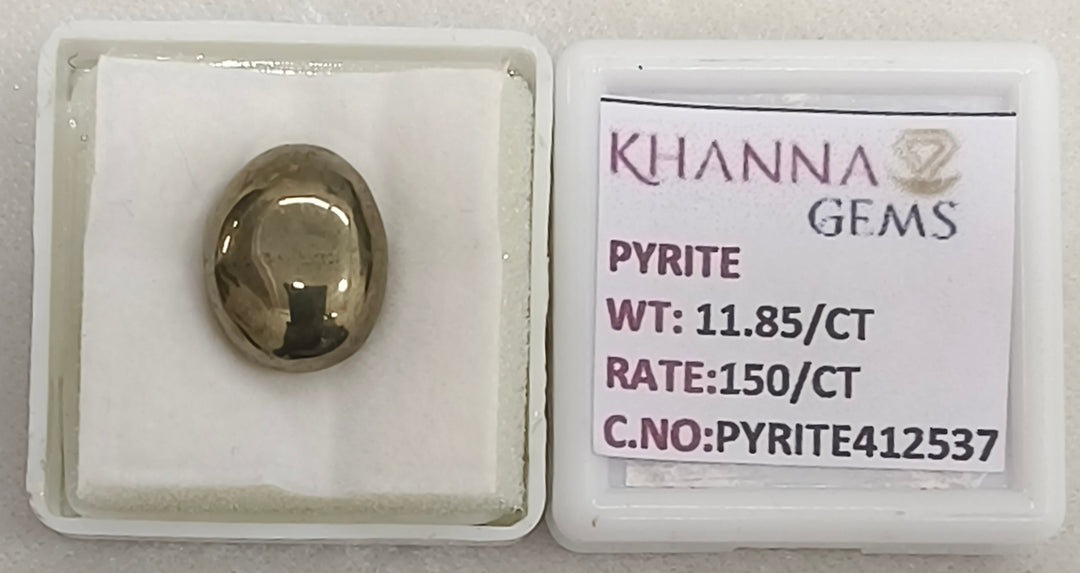 KHANNA
GEMS
PYRITE
WT: 11.85/CT
RATE:150/CT
C.NO:PYRITE412537